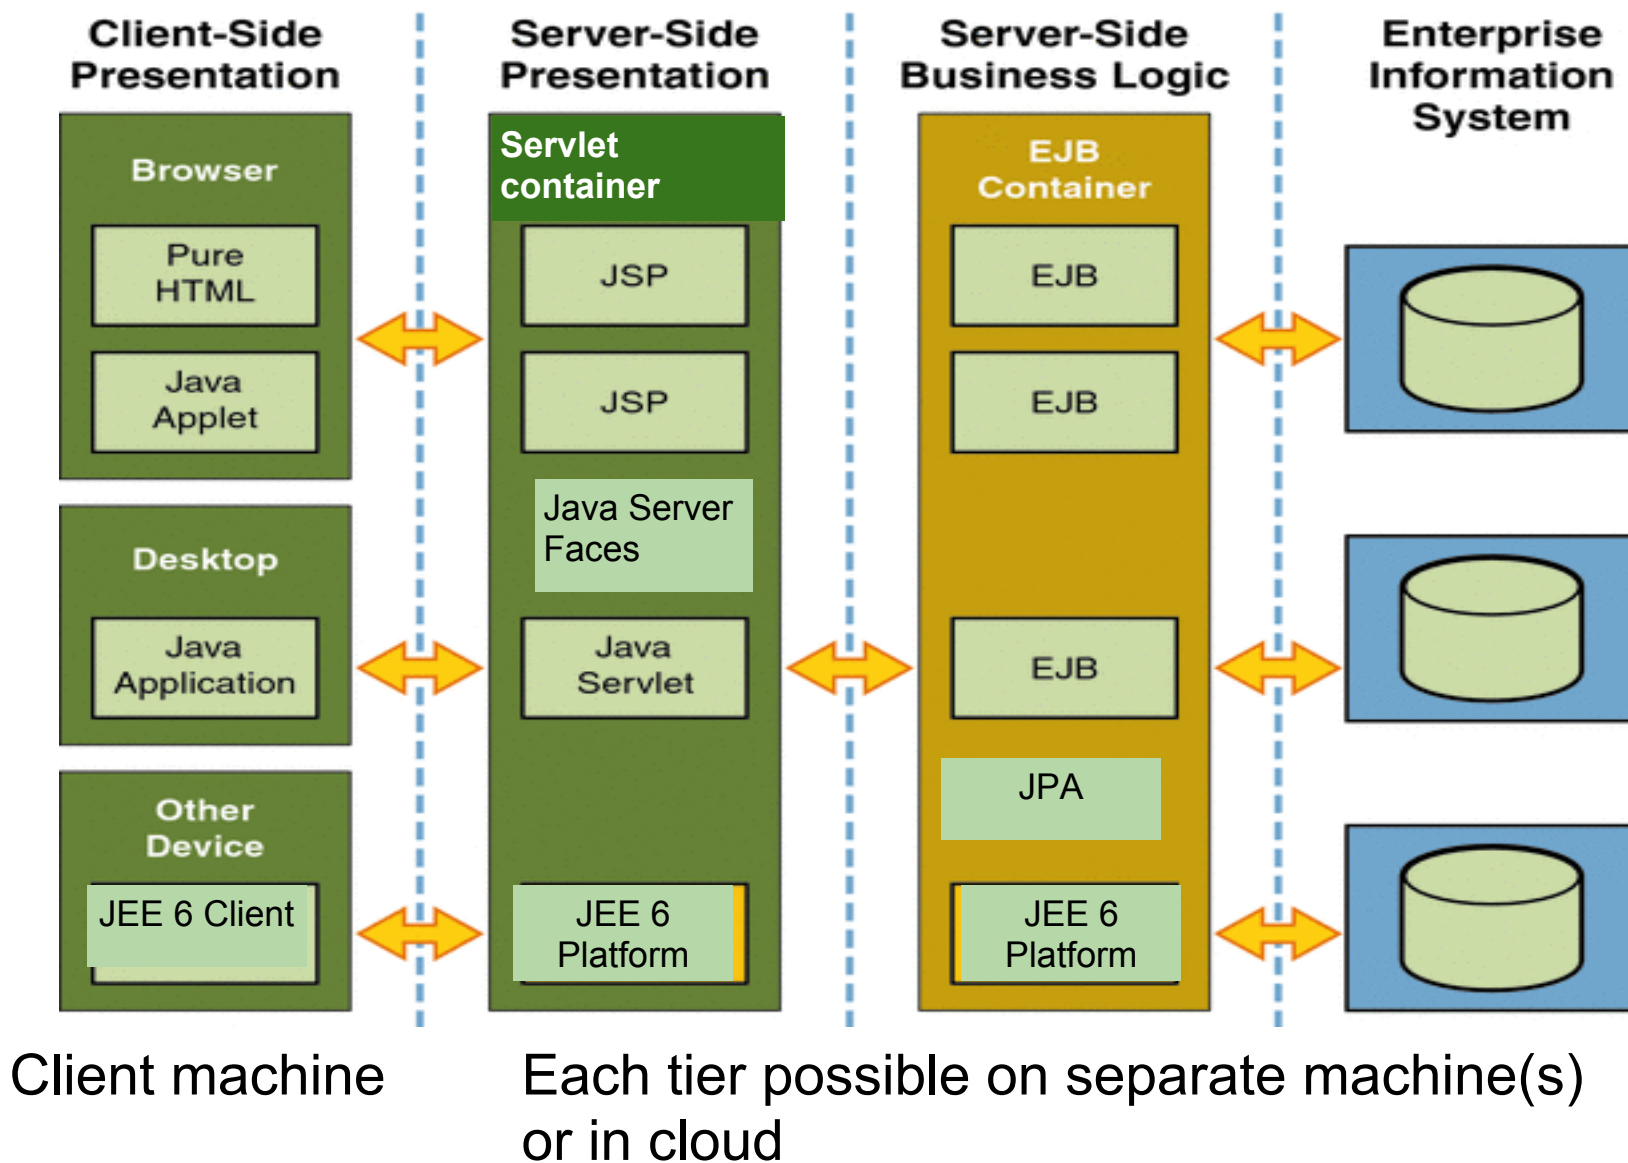 Client-Side
Presentation
Server-Side
Presentation
Server-Side
Business Logic
Enterprise
Information
System
Browser
Pure
HTML
Java
Applet
Desktop
Java
Application
Other
Device
JEE 6 Client
Servlet
container
JSP
JSP
Java Server
Faces
Java
Servlet
JEE 6
Platform
EJB
Container
EJB
EJB
EJB
JPA
JEE 6
Platform
Client machine
Each tier possible on separate machine(s)
or in cloud